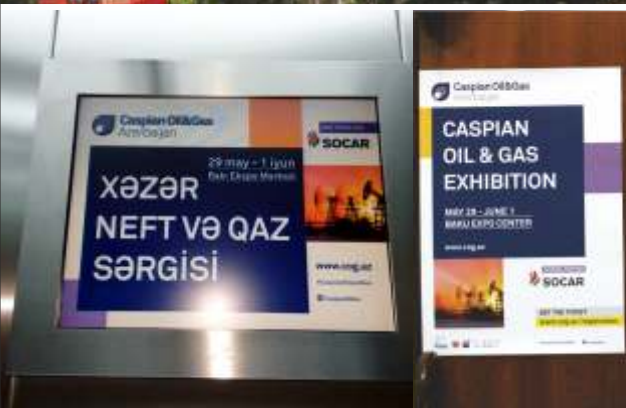 Caspian Oil&Gas
Azerbaijan
SOCAR
29 may - 1 iyun
Bakı Ekspo Mərkəzi
XƏZƏR
NEFT VƏ QAZ
SƏRGİSİ
www.cog.az
Caspian Oil&Gas
CASPIAN
OIL & GAS
EXHIBITION
MAY 29 - JUNE 1
BAKU EXPO CENTER
www.cog.az
SOCAR
GET THE TICKET